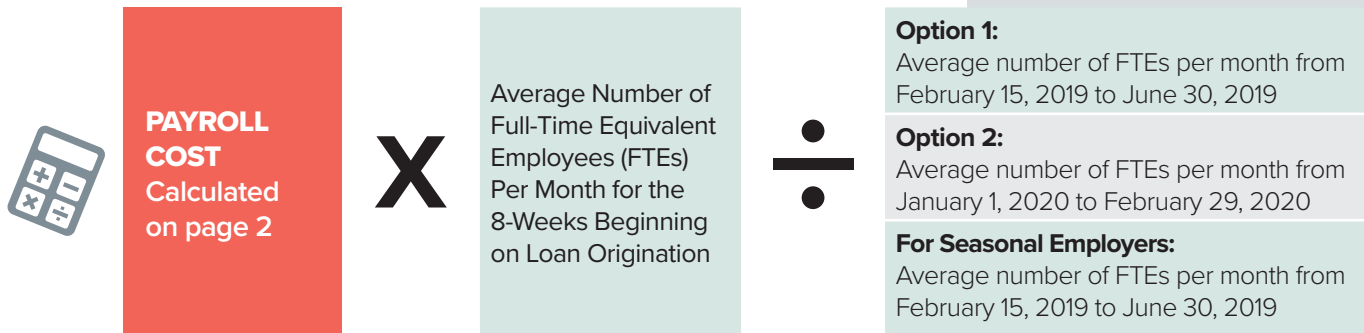 PAYROLL
COST
Calculated
on page 2
X
Average Number of
Full-Time Equivalent
Employees (FTEs)
Per Month for the
8-Weeks Beginning
on Loan Origination
÷
Option 1:
Average number of FTEs per month from
February 15, 2019 to June 30, 2019
Option 2:
Average number of FTEs per month from
January 1, 2020 to February 29, 2020
For Seasonal Employers:
Average number of FTEs per month from
February 15, 2019 to June 30, 2019